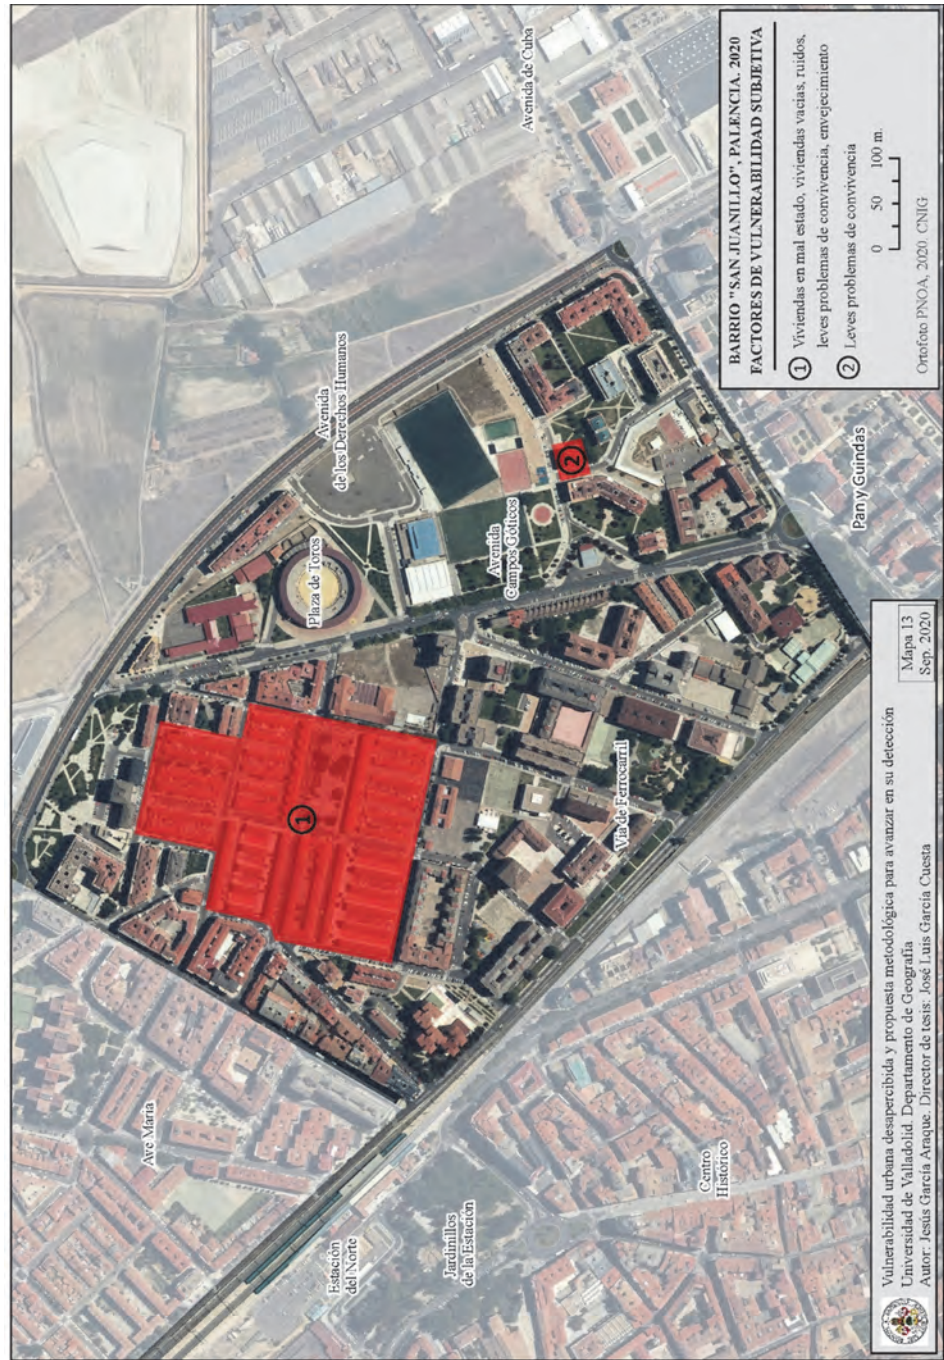 BARRIO "SAN JUANILLO", PALENCIA. 2020
FACTORES DE VULNERABILIDAD SUBJETIVA
1 Viviendas en mal estado, viviendas vacias, ruidos,
leves problemas de convivencia, envejecimiento
2 Leves problemas de convivencia
0 50 100 m.
Ortofoto PNOA, 2020. CNIG
Avenida de Cuba
Avenida
de los Derechos Humanos
Plaza de Toros
Avenida
Campos Góticos
2
1
Pan y Guindas
Vía de Ferrocarril
Ave María
Estación
del Norte
Jardinillos
de la Estación
Centro
Histórico
Vulnerabilidad urbana desapercibida y propuesta metodológica para avanzar en su detección
Universidad de Valladolid. Departamento de Geografía
Autor: Jesús García Araque. Director de tesis: José Luis García Cuesta
Mapa 13
Sep. 2020